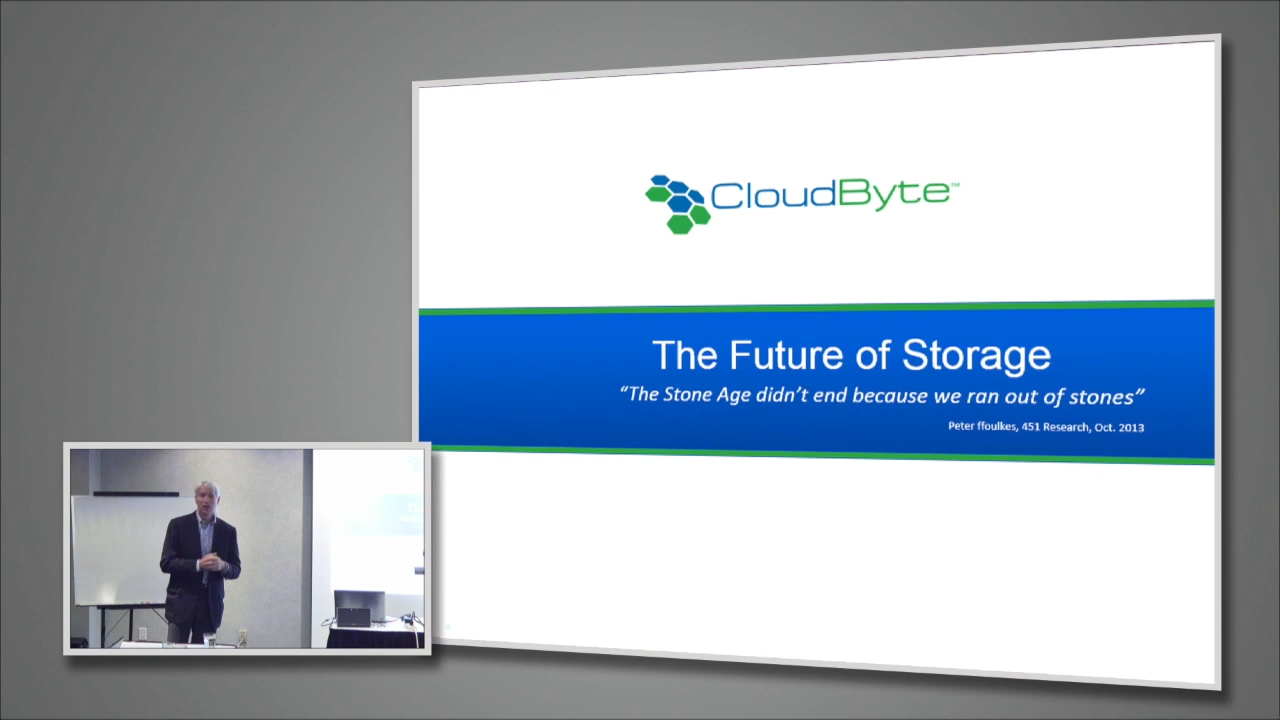 CloudByte™
The Future of Storage
“The Stone Age didn’t end because we ran out of stones”
Peter ffoulkes, 451 Research, Oct. 2013